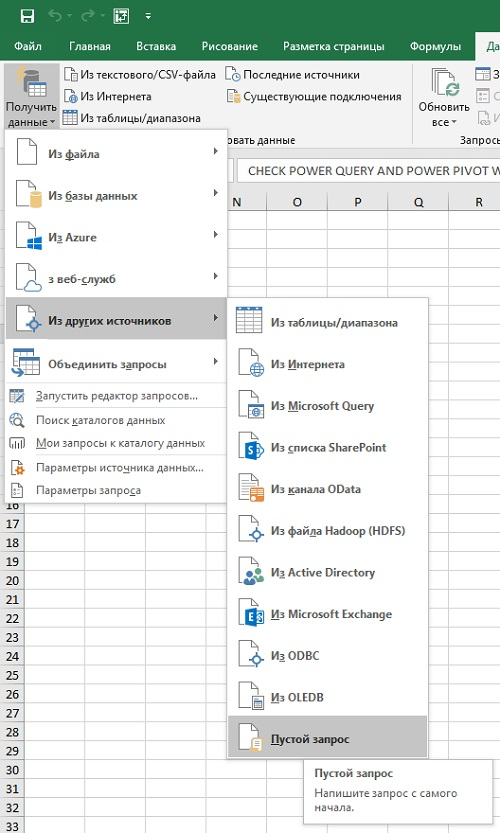 Файл Главная Вставка Рисование Разметка страницы Формулы Да
Получить данные
Из текстового/CSV-файла
Из Интернета
Из таблицы/диапазона
Последние источники
Существующие подключения
Обновить все
З
С
И
овать данные
Запросы
CHECK POWER QUERY AND POWER PIVOT W
N O P Q R
Из файла
Из базы данных
Из Azure
з веб-служб
Из других источников
Объединить запросы
Запустить редактор запросов...
Поиск каталогов данных
Мои запросы к каталогу данных
Параметры источника данных...
Параметры запроса
Из таблицы/диапазона
Из Интернета
Из Microsoft Query
Из списка SharePoint
Из канала OData
Из файла Hadoop (HDFS)
Из Active Directory
Из Microsoft Exchange
Из ODBC
Из OLEDB
Пустой запрос
Пустой запрос
Напишите запрос с самого
начала.
16
17
18
19
20
21
22
23
24
25
26
27
28
29
30
31
32
33